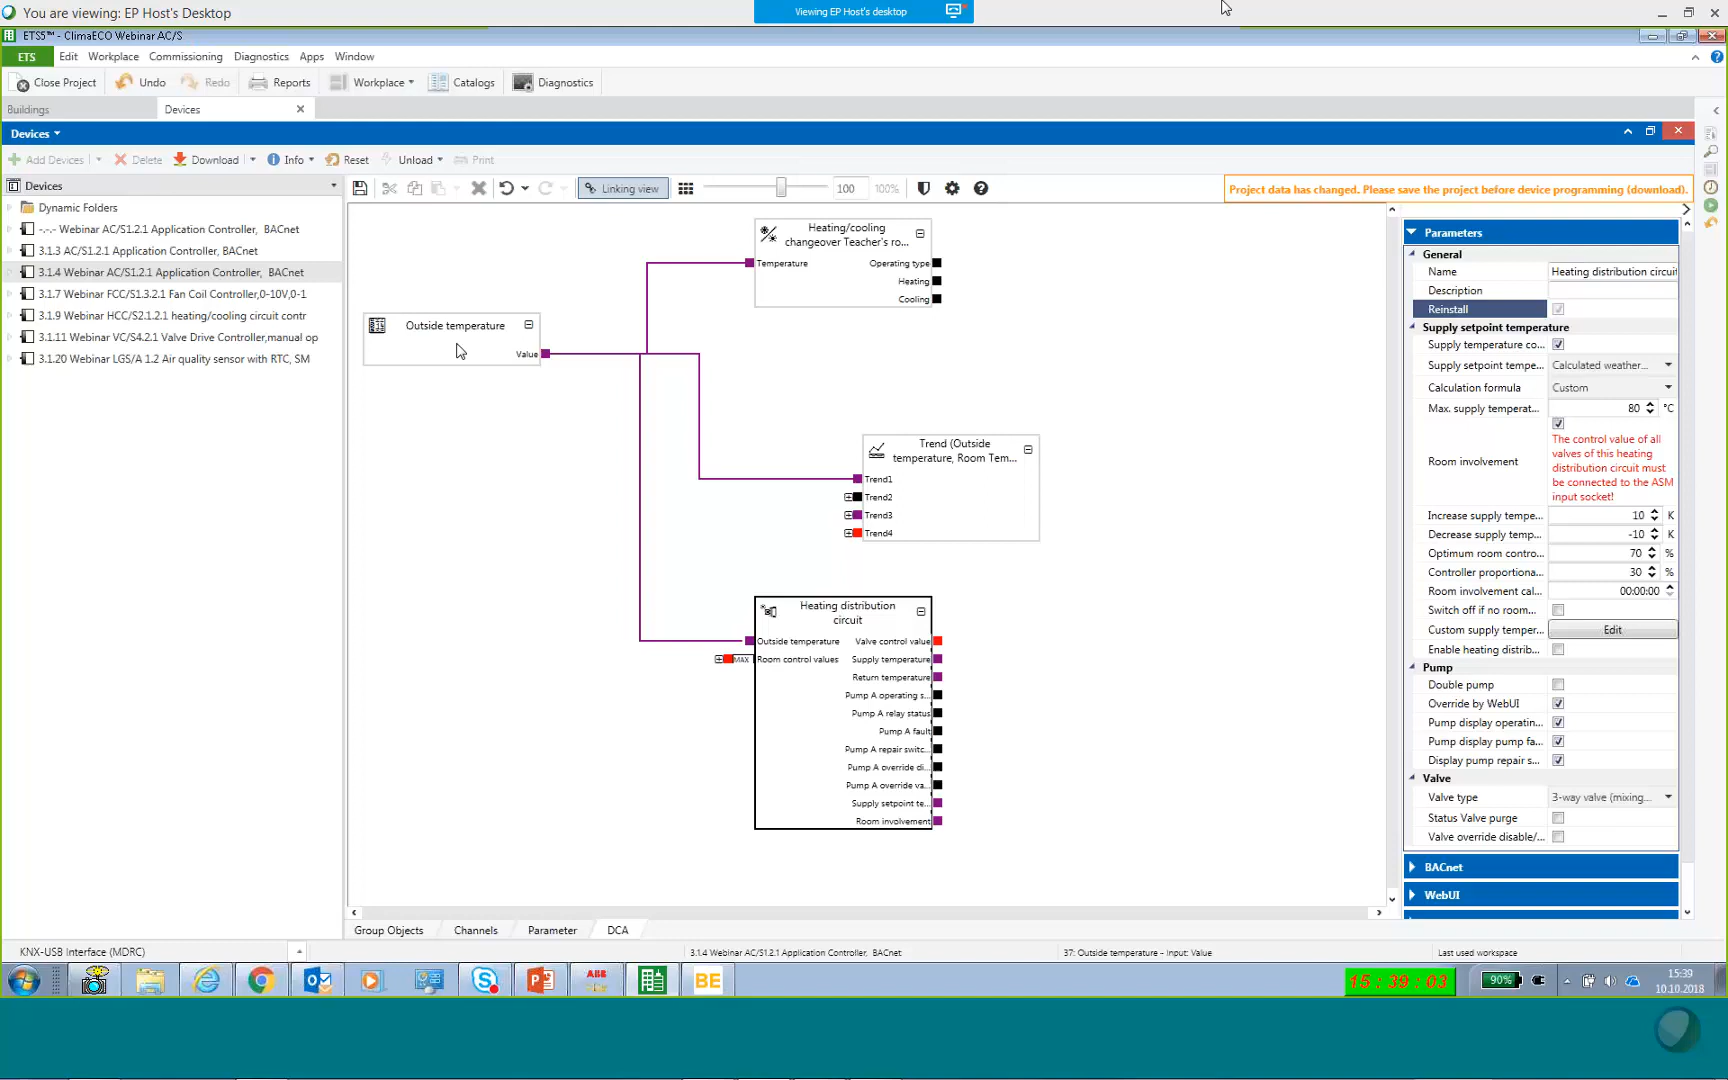 You are viewing: EP Host's Desktop
Viewing EP Host's desktop
ETS5™ - ClimaECO Webinar AC/S
ETS Edit Workplace Commissioning Diagnostics Apps Window
Close Project Undo Redo Reports Workplace Catalogs Diagnostics
Buildings Devices
Devices
Add Devices Delete Download Info Reset Unload Print
Devices
Linking view 100 100%
Project data has changed. Please save the project before device programming (download).
Dynamic Folders
-.-.- Webinar AC/S1.2.1 Application Controller, BACnet
3.1.3 AC/S1.2.1 Application Controller, BACnet
3.1.4 Webinar AC/S1.2.1 Application Controller, BACnet
3.1.7 Webinar FCC/S1.3.2.1 Fan Coil Controller,0-10V,0-1
3.1.9 Webinar HCC/S2.1.2.1 heating/cooling circuit contr
3.1.11 Webinar VC/S4.2.1 Valve Drive Controller,manual op
3.1.20 Webinar LGS/A 1.2 Air quality sensor with RTC, SM
Heating/cooling
changeover Teacher's ro...
Temperature Operating type
Heating
Cooling
Outside temperature
Value
Trend (Outside
temperature, Room Tem...
Trend1
Trend2
Trend3
Trend4
Heating distribution
circuit
Outside temperature Valve control value
MAX Room control values Supply temperature
Return temperature
Pump A operating s...
Pump A relay status
Pump A fault
Pump A repair switc...
Pump A override di...
Pump A override va...
Supply setpoint te...
Room involvement
Parameters
General
Name Heating distribution circuit
Description
Reinstall
Supply setpoint temperature
Supply temperature co...
Supply setpoint tempe... Calculated weather...
Calculation formula Custom
Max. supply temperat... 80 °C
Room involvement
The control value of all
valves of this heating
distribution circuit must
be connected to the ASM
input socket!
Increase supply tempe... 10 K
Decrease supply temp... -10 K
Optimum room contro... 70 %
Controller proportiona... 30 %
Room involvement cal... 00:00:00
Switch off if no room...
Custom supply temper... Edit
Enable heating distrib...
Pump
Double pump
Override by WebUI
Pump display operatin...
Pump display pump fa...
Display pump repair s...
Valve
Valve type 3-way valve (mixing...
Status Valve purge
Valve override disable/...
BACnet
WebUI
Group Objects Channels Parameter DCA
KNX-USB Interface (MDRC) 3.1.4 Webinar AC/S1.2.1 Application Controller, BACnet 37: Outside temperature – Input: Value Last used workspace
ABB
BE
15:39:03
90%
15:39
10.10.2018